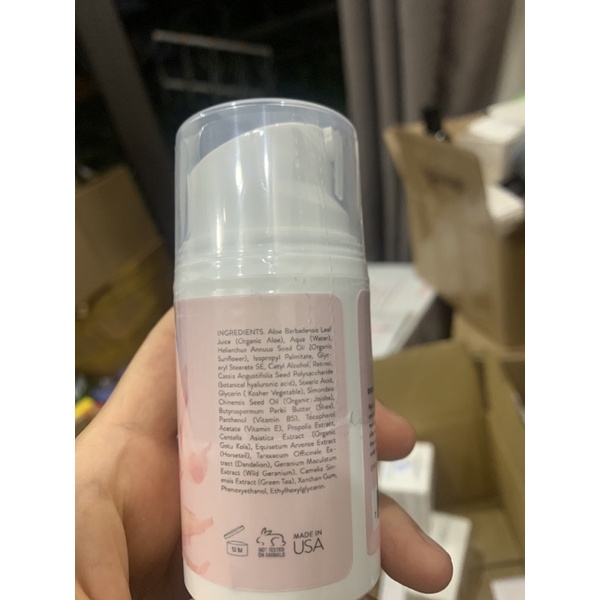 INGREDIENTS. Aloe Barbadensis Leaf
Juice (Organic Aloe), Aqua (Water),
Helianthus Annuus Seed Oil (Organic
Sunflower), Isopropyl Palmitate, Glyc-
eryl Stearate SE, Cetyl Alcohol, Retinol,
Cassia Angustifolia Seed Polysaccharide
(botanical hyaluronic acid), Stearic Acid,
Glycerin ( Kosher Vegetable), Simondsia
Chinensis Seed Oil (Organic Jojoba),
Butyrospermum Parkii Butter (Shea),
Panthenol (Vitamin B5), Tocopherol
Acetate (Vitamin E), Propolis Extract,
Centella Asiatica Extract (Organic
Gotu Kola), Equisetum Arvense Extract
(Horsetail), Taraxacum Officinale Ex-
tract (Dandelion), Geranium Maculatum
Extract (Wild Geranium), Camelia Sin-
ensis Extract (Green Tea), Xanthan Gum,
Phenoxyethanol, Ethylhexylglycerin.
NOT TESTED
ON ANIMALS
MADE IN
USA